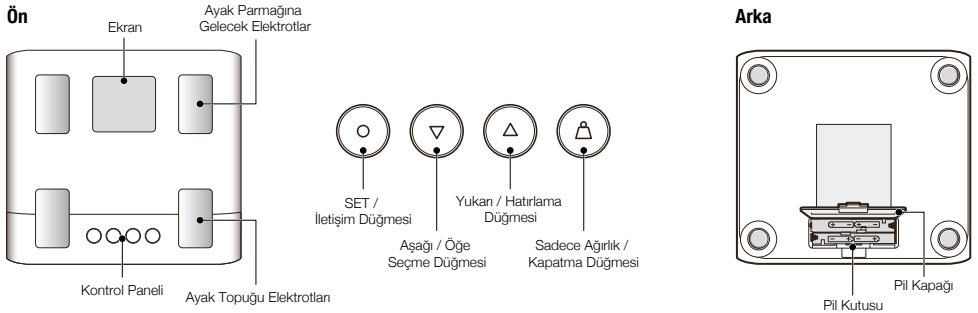 Ön
Ekran
Ayak Parmağına
Gelecek Elektrotlar
SET /
İletişim Düğmesi
Aşağı / Öğe
Seçme Düğmesi
Yukarı / Hatırlama
Düğmesi
Sadece Ağırlık /
Kapatma Düğmesi
Kontrol Paneli
Ayak Topuğu Elektrotları
Arka
Pil Kapağı
Pil Kutusu